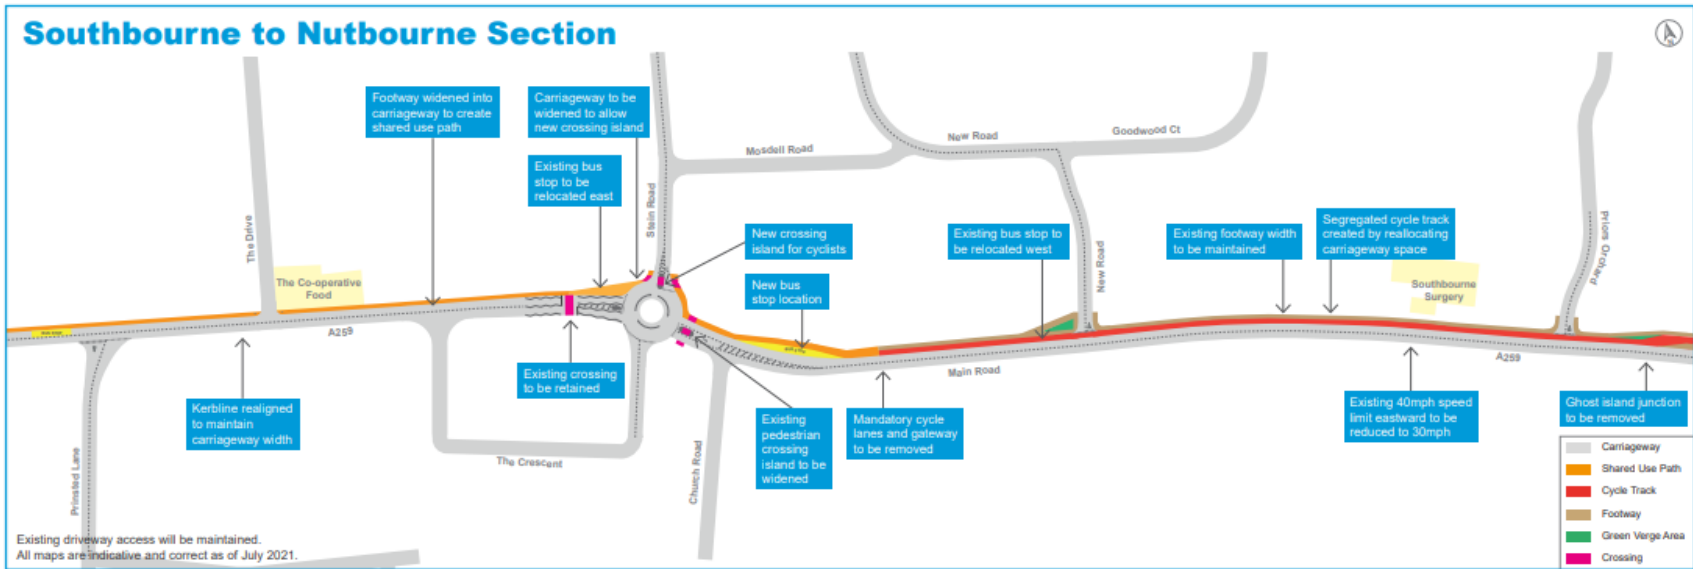 Southbourne to Nutbourne Section
Footway widened into
carriageway to create
shared use path
Carriageway to be
widened to allow
new crossing island
Existing bus
stop to be
relocated east
New crossing
island for cyclists
New bus
stop location
Existing bus stop to
be relocated west
Existing footway width
to be maintained
Segregated cycle track
created by reallocating
carriageway space
The Drive
Stein Road
Mosdell Road
New Road
Goodwood Ct
New Road
Priors Orchard
The Co-operative
Food
Southbourne
Surgery
A259
Main Road
A259
Kerbline realigned
to maintain
carriageway width
Existing crossing
to be retained
Existing
pedestrian
crossing
island to be
widened
Mandatory cycle
lanes and gateway
to be removed
Existing 40mph speed
limit eastward to be
reduced to 30mph
Ghost island junction
to be removed
Prinsted Lane
The Crescent
Church Road
Carriageway
Shared Use Path
Cycle Track
Footway
Green Verge Area
Crossing
Existing driveway access will be maintained.
All maps are indicative and correct as of July 2021.